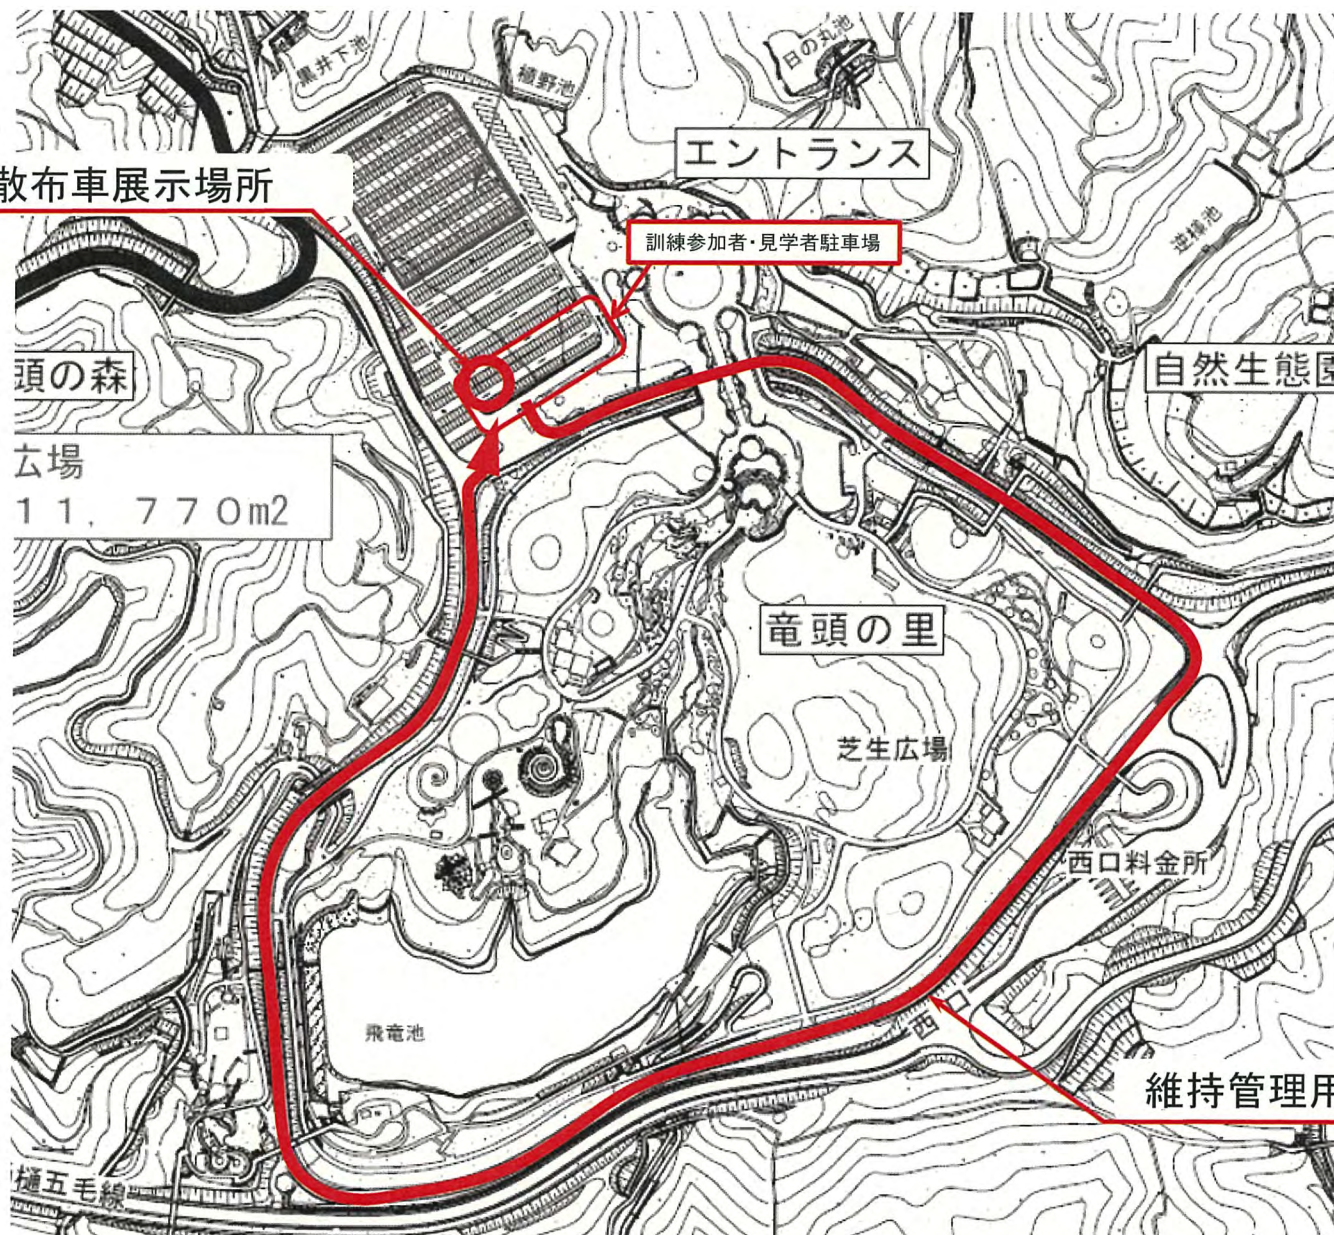 黒井下池
樋野池
日の丸池
エントランス
散布車展示場所
訓練参加者・見学者駐車場
逆様池
頭の森
自然生態園
広場
11,770m2
竜頭の里
芝生広場
西口料金所
飛竜池
西
維持管理用
樋五毛線